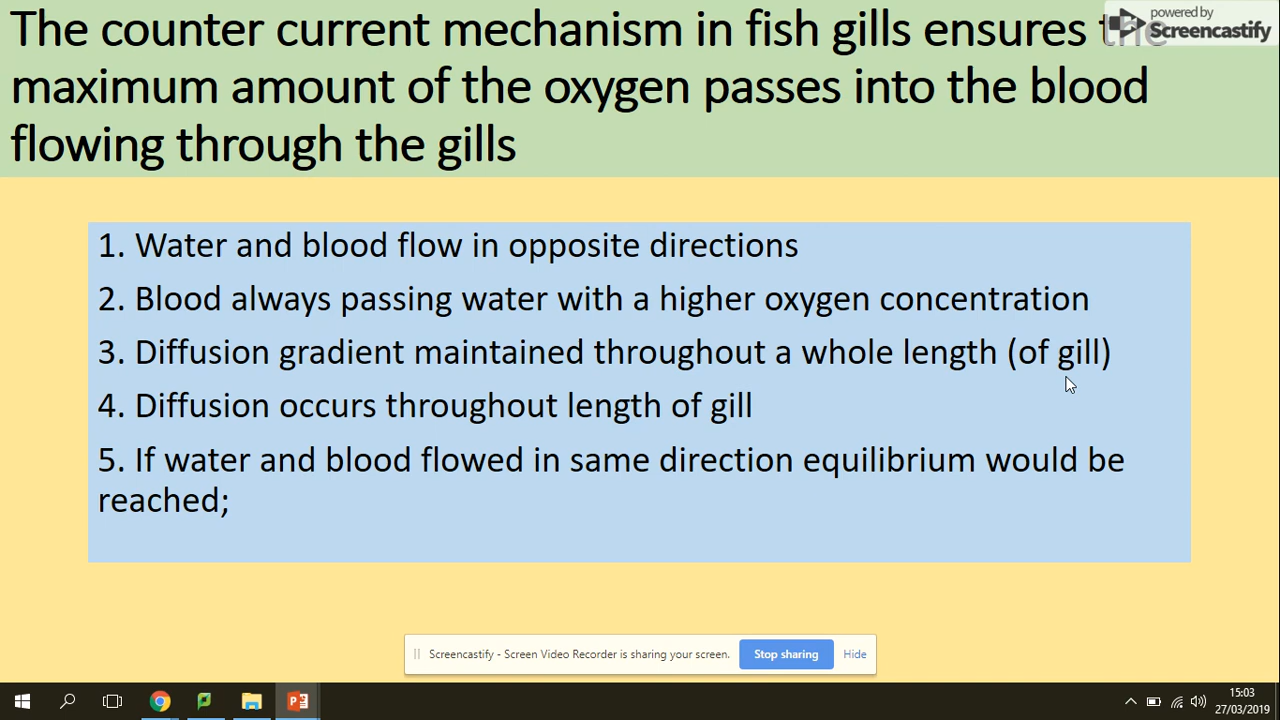 The counter current mechanism in fish gills ensures the
maximum amount of the oxygen passes into the blood
flowing through the gills
powered by
Screencastify
1. Water and blood flow in opposite directions
2. Blood always passing water with a higher oxygen concentration
3. Diffusion gradient maintained throughout a whole length (of gill)
4. Diffusion occurs throughout length of gill
5. If water and blood flowed in same direction equilibrium would be
reached;
Screencastify - Screen Video Recorder is sharing your screen.
Stop sharing
Hide
15:03
27/03/2019